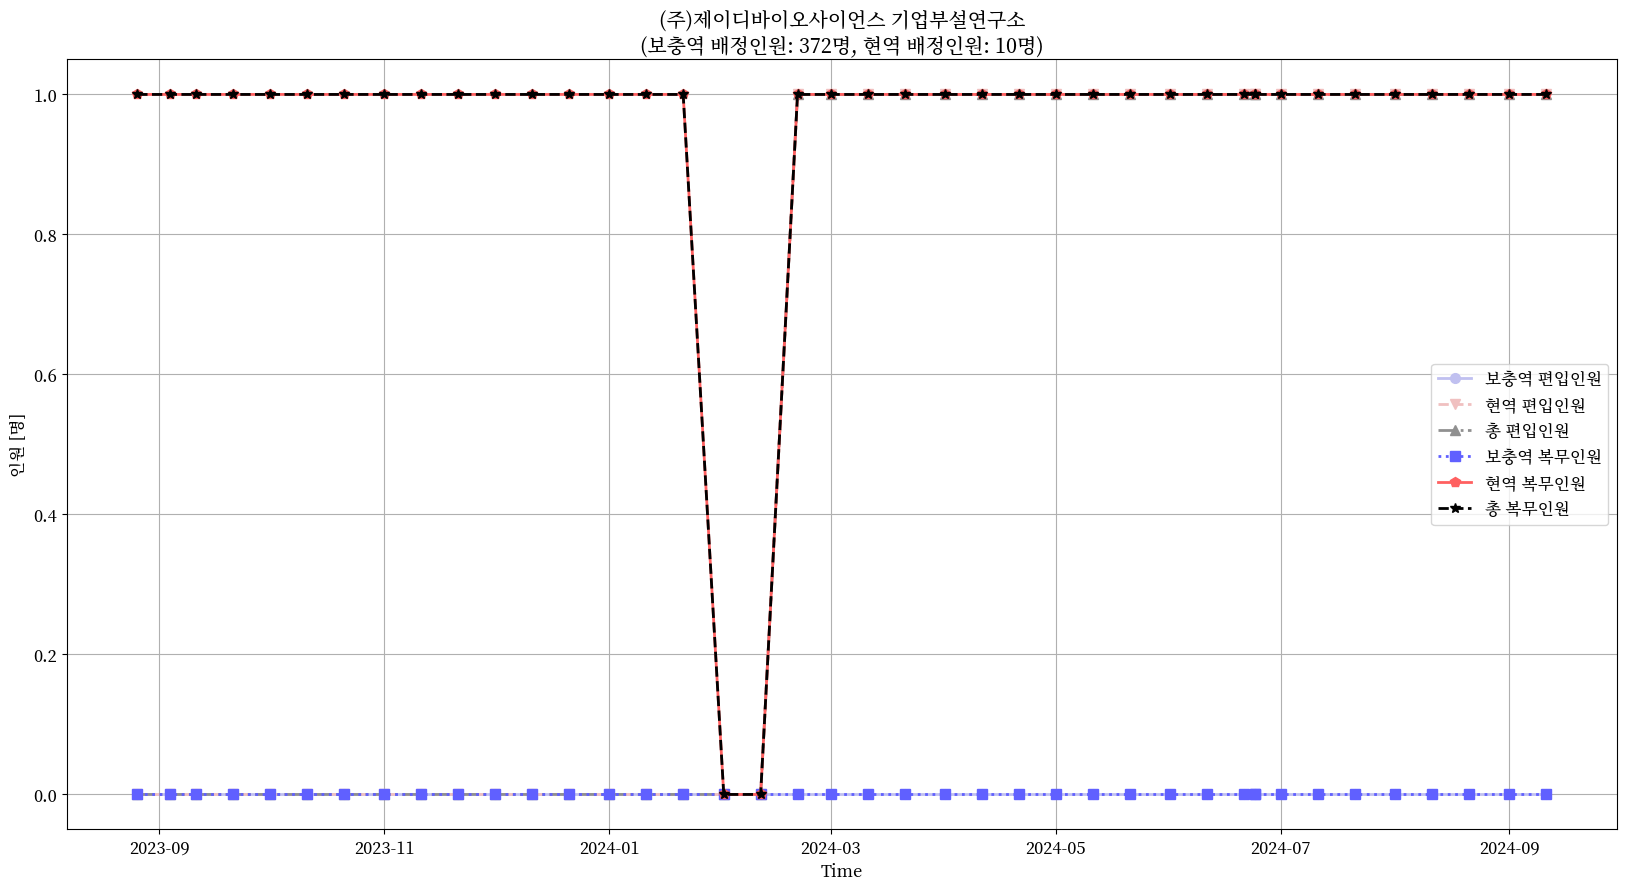 (주)제이디바이오사이언스 기업부설연구소
(보충역 배정인원: 372명, 현역 배정인원: 10명)
인원 [명]
1.0
0.8
0.6
0.4
0.2
0.0
보충역 편입인원
현역 편입인원
총 편입인원
보충역 복무인원
현역 복무인원
총 복무인원
2023-09 2023-11 2024-01 2024-03 2024-05 2024-07 2024-09
Time